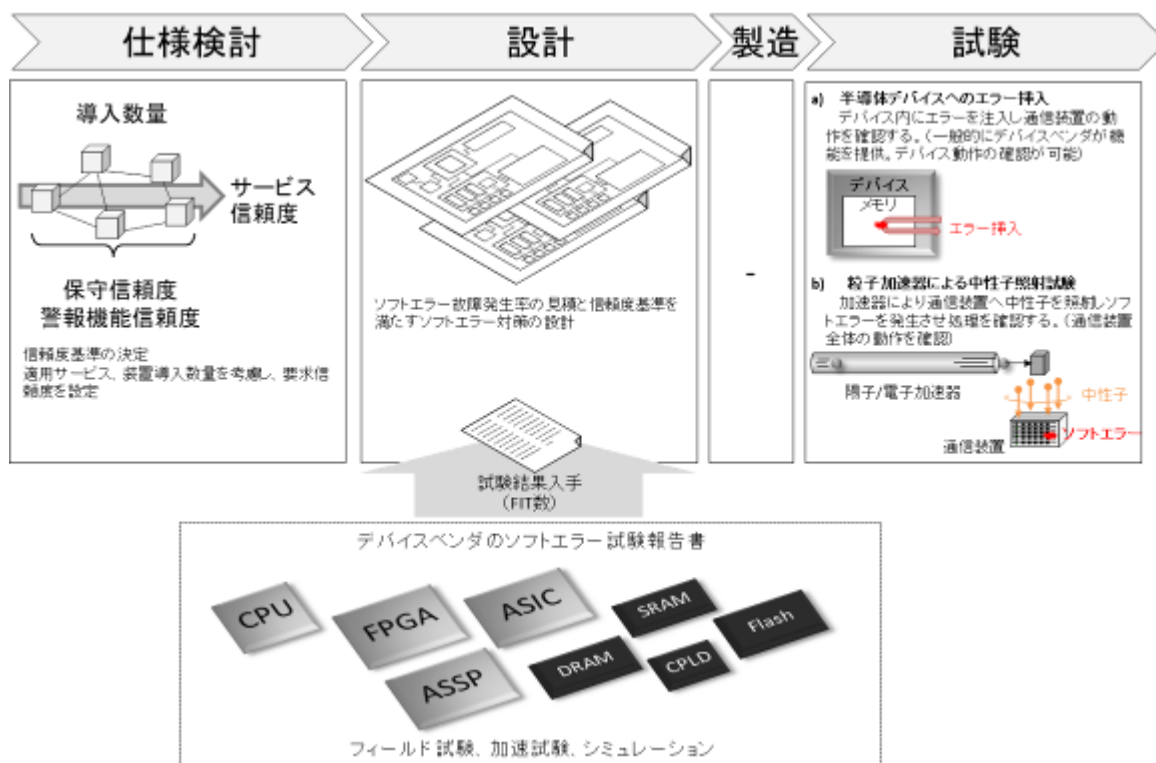 仕様検討
設計
製造
試験
導入数量
サービス
信頼度
保守信頼度
警報機能信頼度
信頼度基準の決定
適用サービス、装置導入数量を考慮し、要求信
頼度を設定
ソフトエラー故障発生率の見積と信頼度基準を
満たすソフトエラー対策の設計
-
a) 半導体デバイスへのエラー挿入
デバイス内にエラーを注入し通信装置の動
作を確認する。(一般的にデバイスベンダが機
能を提供。デバイス動作の確認が可能)
デバイス
メモリ
エラー挿入
b) 粒子加速器による中性子照射試験
加速器により通信装置へ中性子を照射しソフ
トエラーを発生させ処理を確認する。(通信装置
全体の動作を確認)
陽子/電子加速器
中性子
ソフトエラー
通信装置
試験結果入手
(FIT数)
デバイスベンダのソフトエラー試験報告書
CPU
FPGA
ASIC
SRAM
Flash
ASSP
DRAM
CPLD
フィールド試験、加速試験、シミュレーション